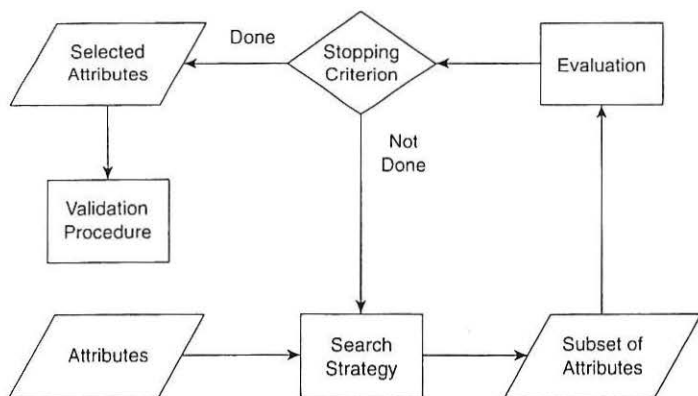 Selected
Attributes
Done
Stopping
Criterion
Evaluation
Not
Done
Validation
Procedure
Attributes
Search
Strategy
Subset of
Attributes